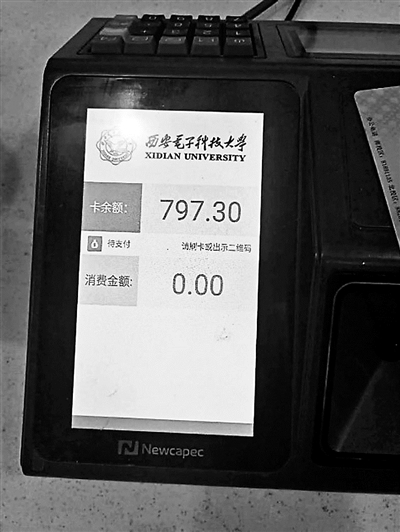 西安电子科技大学
XIDIAN UNIVERSITY
卡余额: 797.30
待支付 请刷卡或出示二维码
消费金额: 0.00
Newcapec